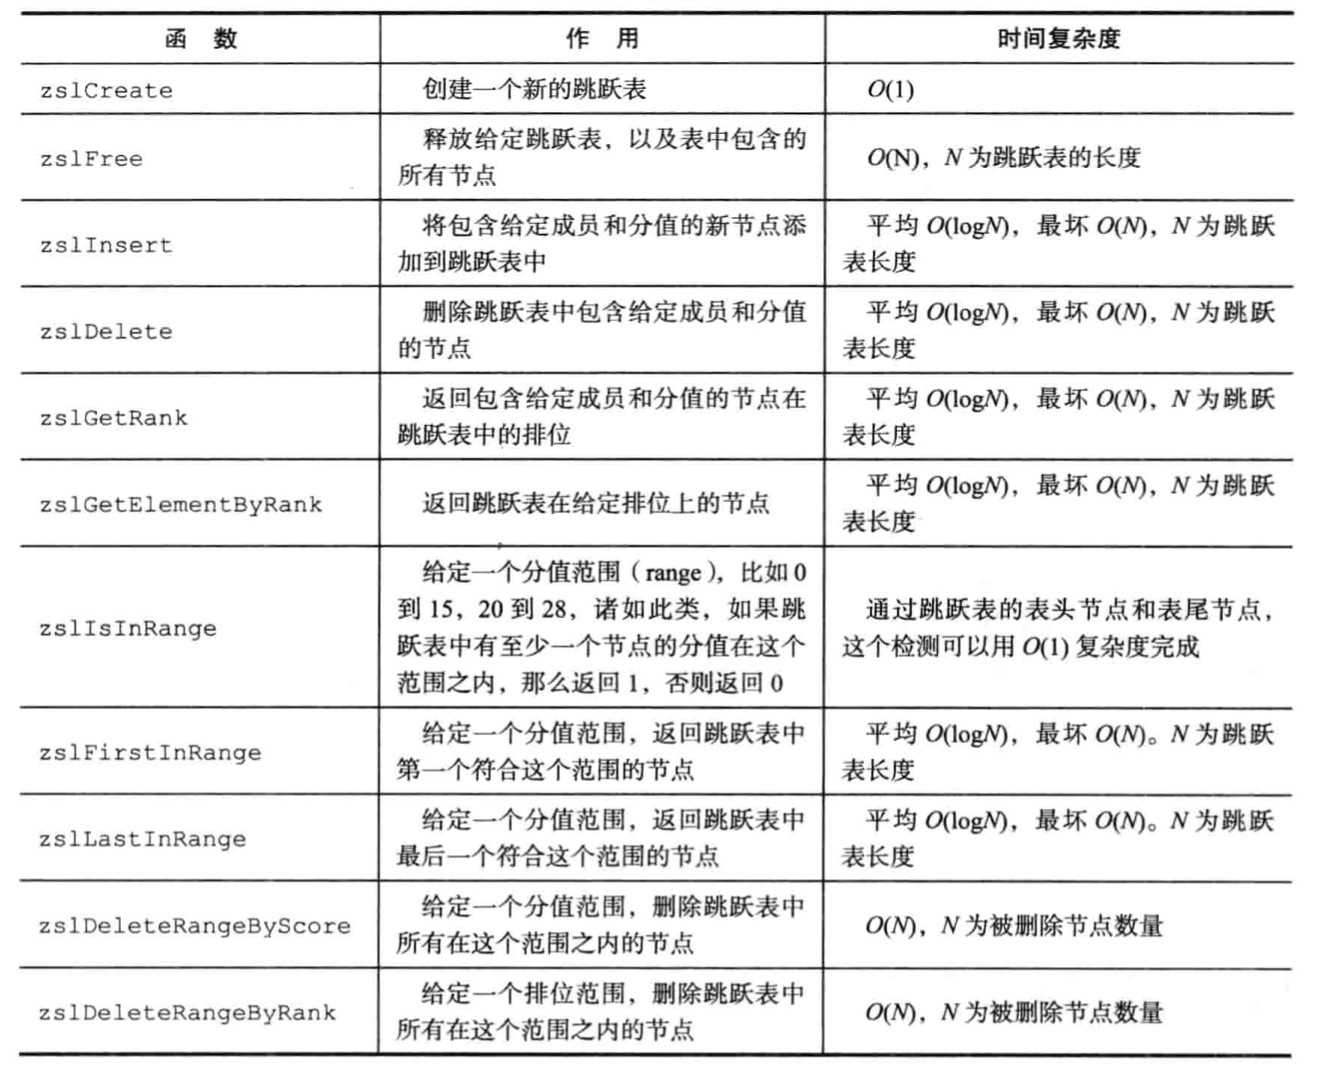 函 数 作 用 时间复杂度
zslCreate 创建一个新的跳跃表 O(1)
zslFree 释放给定跳跃表，以及表中包含的
所有节点 O(N)，N 为跳跃表的长度
zslInsert 将包含给定成员和分值的新节点添
加到跳跃表中 平均 O(logN)，最坏 O(N)，N 为跳跃
表长度
zslDelete 删除跳跃表中包含给定成员和分值
的节点 平均 O(logN)，最坏 O(N)，N 为跳跃
表长度
zslGetRank 返回包含给定成员和分值的节点在
跳跃表中的排位 平均 O(logN)，最坏 O(N)，N 为跳跃
表长度
zslGetElementByRank 返回跳跃表在给定排位上的节点 平均 O(logN)，最坏 O(N)，N 为跳跃
表长度
zslIsInRange 给定一个分值范围（range），比如 0
到 15，20 到 28，诸如此类，如果跳
跃表中有至少一个节点的分值在这个
范围之内，那么返回 1，否则返回 0 通过跳跃表的表头节点和表尾节点，
这个检测可以用 O(1) 复杂度完成
zslFirstInRange 给定一个分值范围，返回跳跃表中
第一个符合这个范围的节点 平均 O(logN)，最坏 O(N)。N 为跳跃
表长度
zslLastInRange 给定一个分值范围，返回跳跃表中
最后一个符合这个范围的节点 平均 O(logN)，最坏 O(N)。N 为跳跃
表长度
zslDeleteRangeByScore 给定一个分值范围，删除跳跃表中
所有在这个范围之内的节点 O(N)，N 为被删除节点数量
zslDeleteRangeByRank 给定一个排位范围，删除跳跃表中
所有在这个范围之内的节点 O(N)，N 为被删除节点数量